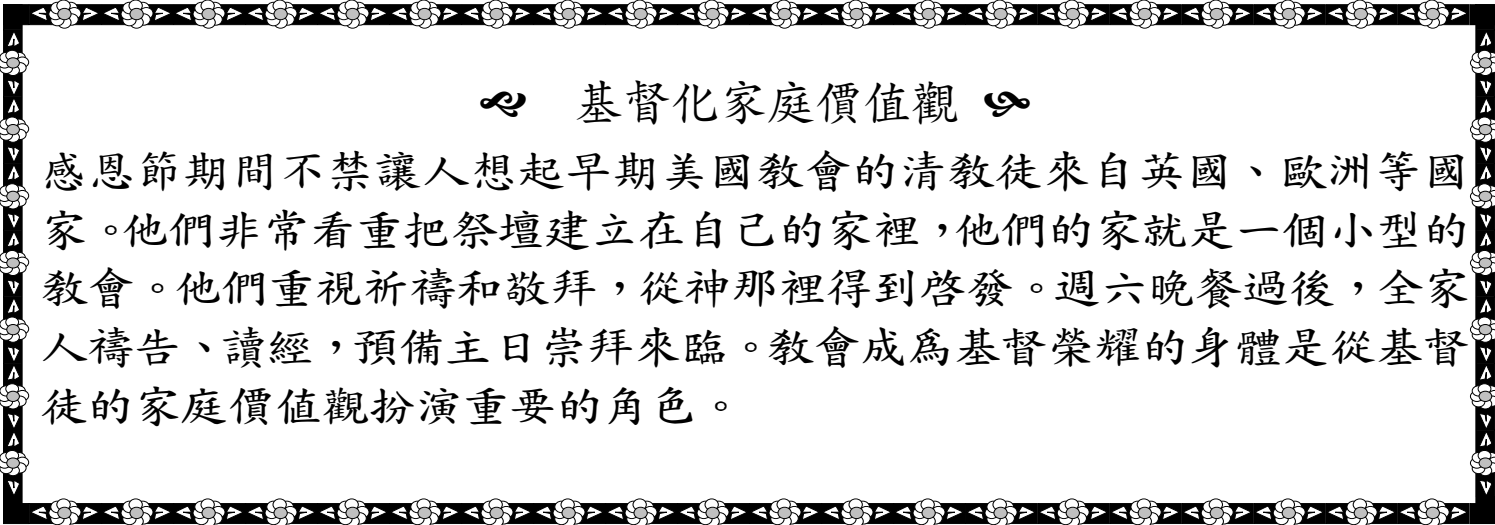 基督化家庭價值觀
感恩節期間不禁讓人想起早期美國教會的清教徒來自英國、歐洲等國
家。他們非常看重把祭壇建立在自己的家裡，他們的家就是一個小型的
教會。他們重視祈禱和敬拜，從神那裡得到啓發。週六晚餐過後，全家
人禱告、讀經，預備主日崇拜來臨。教會成爲基督榮耀的身體是從基督
徒的家庭價值觀扮演重要的角色。